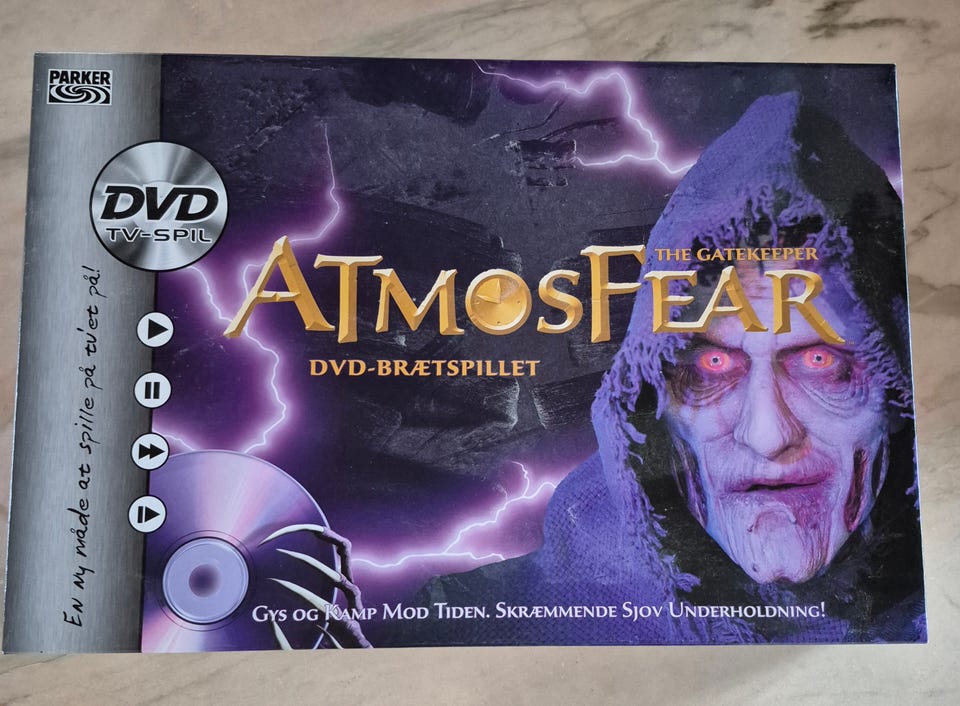 PARKER
DVD
TV-SPIL
En ny måde at spille på tv'et på!
THE GATEKEEPER
ATMOSFEAR
DVD-BRÆTSPILLET
GYS OG KAMP MOD TIDEN. SKRÆMMENDE SJOV UNDERHOLDNING!